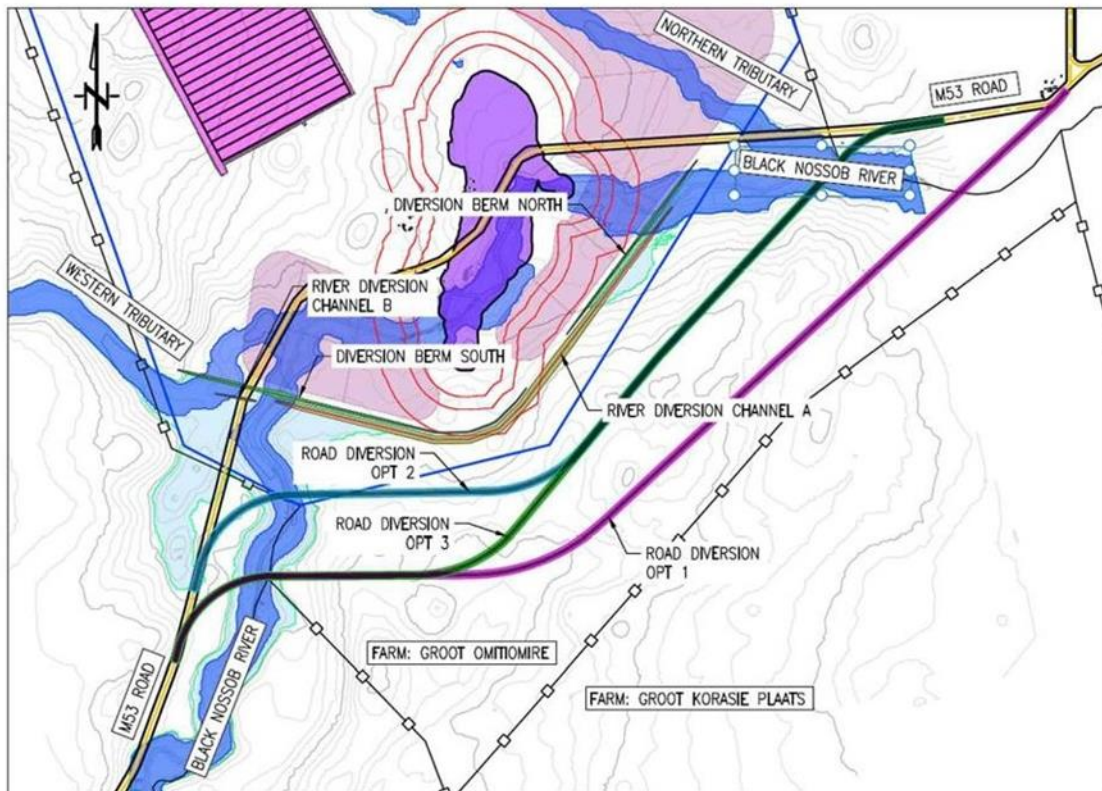 N
NORTHERN TRIBUTARY
M53 ROAD
BLACK NOSSOB RIVER
DIVERSION BERM NORTH
WESTERN TRIBUTARY
RIVER DIVERSION
CHANNEL B
DIVERSION BERM SOUTH
RIVER DIVERSION CHANNEL A
ROAD DIVERSION
OPT 2
ROAD DIVERSION
OPT 3
ROAD DIVERSION
OPT 1
M53 ROAD
BLACK NOSSOB RIVER
FARM: GROOT OMITIOMIRE
FARM: GROOT KORASIE PLAATS